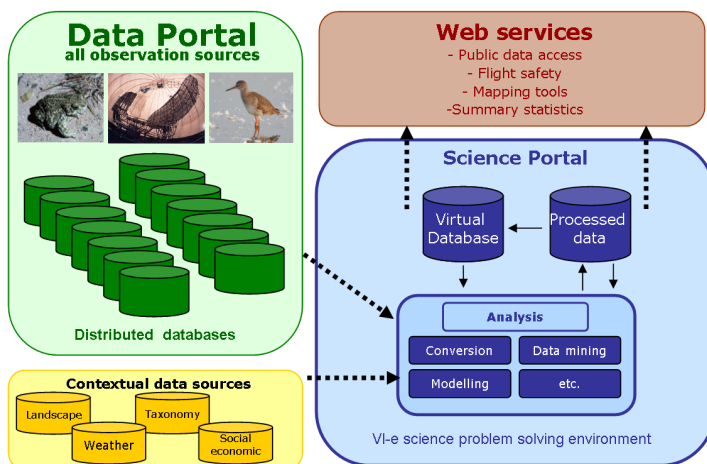 Data Portal
all observation sources
Distributed databases
Contextual data sources
Landscape
Taxonomy
Weather
Social
economic
Web services
- Public data access
- Flight safety
- Mapping tools
-Summary statistics
Science Portal
Virtual
Database
Processed
data
Analysis
Conversion
Data mining
Modelling
etc.
Vl-e science problem solving environment